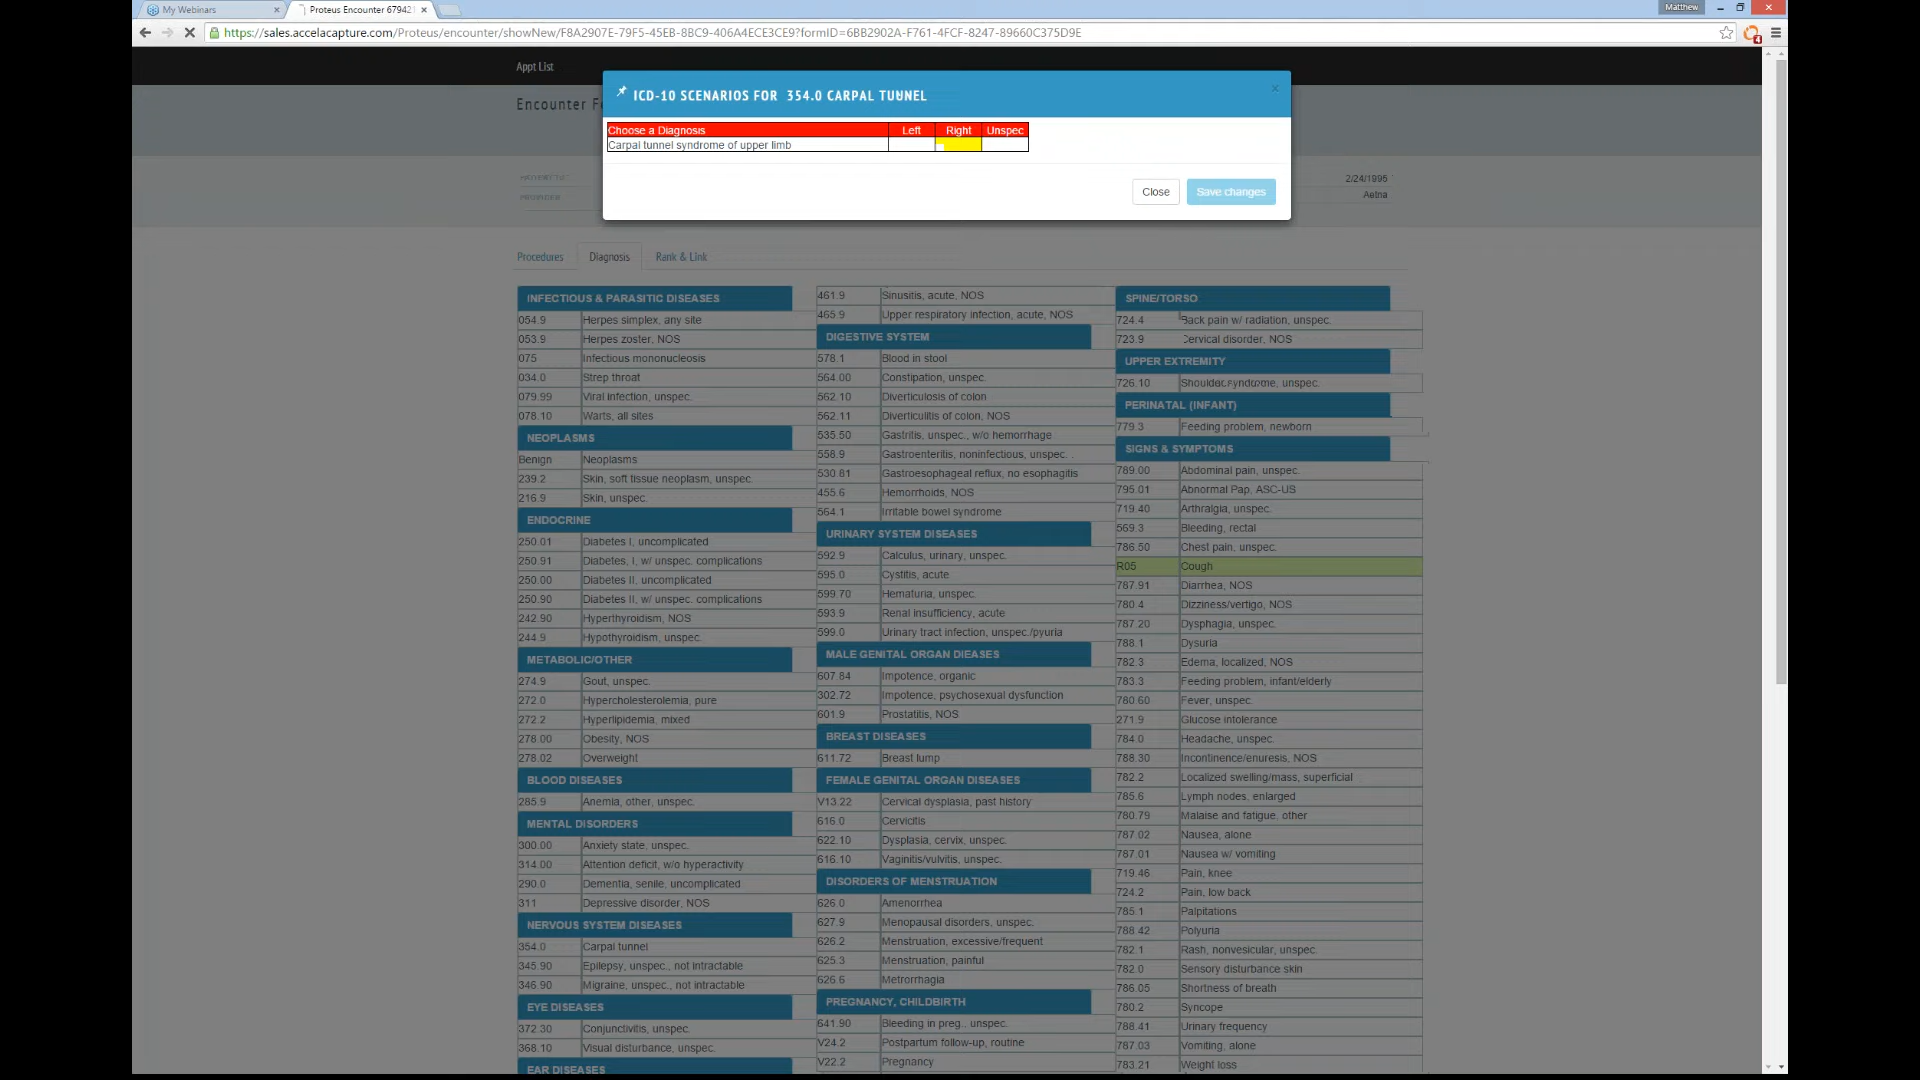 My Webinars
Proteus Encounter 67942
Matthew
https://sales.accelacapture.com/Proteus/encounter/showNew/F8A2907E-79F5-45EB-8BC9-406A4ECE3CE9?formID=6BB2902A-F761-4FCF-8247-89660C375D9E
Appt List
Encounter F
ICD-10 SCENARIOS FOR 354.0 CARPAL TUNNEL
Choose a Diagnosis Left Right Unspec
Carpal tunnel syndrome of upper limb
Close Save changes
2/24/1995
Aetna
Procedures Diagnosis Rank & Link
INFECTIOUS & PARASITIC DISEASES
054.9 Herpes simplex, any site
053.9 Herpes zoster, NOS
075 Infectious mononucleosis
034.0 Strep throat
079.99 Viral infection, unspec.
078.10 Warts, all sites
NEOPLASMS
Benign Neoplasms
239.2 Skin, soft tissue neoplasm, unspec.
216.9 Skin, unspec.
ENDOCRINE
250.01 Diabetes I, uncomplicated
250.91 Diabetes, I, w/ unspec. complications
250.00 Diabetes II, uncomplicated
250.90 Diabetes II, w/ unspec. complications
242.90 Hyperthyroidism, NOS
244.9 Hypothyroidism, unspec.
METABOLIC/OTHER
274.9 Gout, unspec.
272.0 Hypercholesterolemia, pure
272.2 Hyperlipidemia, mixed
278.00 Obesity, NOS
278.02 Overweight
BLOOD DISEASES
285.9 Anemia, other, unspec.
MENTAL DISORDERS
300.00 Anxiety state, unspec.
314.00 Attention deficit, w/o hyperactivity
290.0 Dementia, senile, uncomplicated
311 Depressive disorder, NOS
NERVOUS SYSTEM DISEASES
354.0 Carpal tunnel
345.90 Epilepsy, unspec., not intractable
346.90 Migraine, unspec., not intractable
EYE DISEASES
372.30 Conjunctivitis, unspec.
368.10 Visual disturbance, unspec.
EAR DISEASES
461.9 Sinusitis, acute, NOS
465.9 Upper respiratory infection, acute, NOS
DIGESTIVE SYSTEM
578.1 Blood in stool
564.00 Constipation, unspec.
562.10 Diverticulosis of colon
562.11 Diverticulitis of colon, NOS
535.50 Gastritis, unspec., w/o hemorrhage
558.9 Gastroenteritis, noninfectious, unspec.
530.81 Gastroesophageal reflux, no esophagitis
455.6 Hemorrhoids, NOS
564.1 Irritable bowel syndrome
URINARY SYSTEM DISEASES
592.9 Calculus, urinary, unspec.
595.0 Cystitis, acute
599.70 Hematuria, unspec.
593.9 Renal insufficiency, acute
599.0 Urinary tract infection, unspec./pyuria
MALE GENITAL ORGAN DIEASES
607.84 Impotence, organic
302.72 Impotence, psychosexual dysfunction
601.9 Prostatitis, NOS
BREAST DISEASES
611.72 Breast lump
FEMALE GENITAL ORGAN DISEASES
V13.22 Cervical dysplasia, past history
616.0 Cervicitis
622.10 Dysplasia, cervix, unspec.
616.10 Vaginitis/vulvitis, unspec.
DISORDERS OF MENSTRUATION
626.0 Amenorrhea
627.9 Menopausal disorders, unspec.
626.2 Menstruation, excessive/frequent
625.3 Menstruation, painful
626.6 Metrorrhagia
PREGNANCY, CHILDBIRTH
641.90 Bleeding in preg., unspec.
V24.2 Postpartum follow-up, routine
V22.2 Pregnancy
SPINE/TORSO
724.4 Back pain w/ radiation, unspec.
723.9 Cervical disorder, NOS
UPPER EXTREMITY
726.10 Shoulder syndrome, unspec.
PERINATAL (INFANT)
779.3 Feeding problem, newborn
SIGNS & SYMPTOMS
789.00 Abdominal pain, unspec.
795.01 Abnormal Pap, ASC-US
719.40 Arthralgia, unspec.
569.3 Bleeding, rectal
786.50 Chest pain, unspec.
R05 Cough
787.91 Diarrhea, NOS
780.4 Dizziness/vertigo, NOS
787.20 Dysphagia, unspec.
788.1 Dysuria
782.3 Edema, localized, NOS
783.3 Feeding problem, infant/elderly
780.60 Fever, unspec.
271.9 Glucose intolerance
784.0 Headache, unspec.
788.30 Incontinence/enuresis, NOS
782.2 Localized swelling/mass, superficial
785.6 Lymph nodes, enlarged
780.79 Malaise and fatigue, other
787.02 Nausea, alone
787.01 Nausea w/ vomiting
719.46 Pain, knee
724.2 Pain, low back
785.1 Palpitations
788.42 Polyuria
782.1 Rash, nonvesicular, unspec.
782.0 Sensory disturbance skin
786.05 Shortness of breath
780.2 Syncope
788.41 Urinary frequency
787.03 Vomiting, alone
783.21 Weight loss